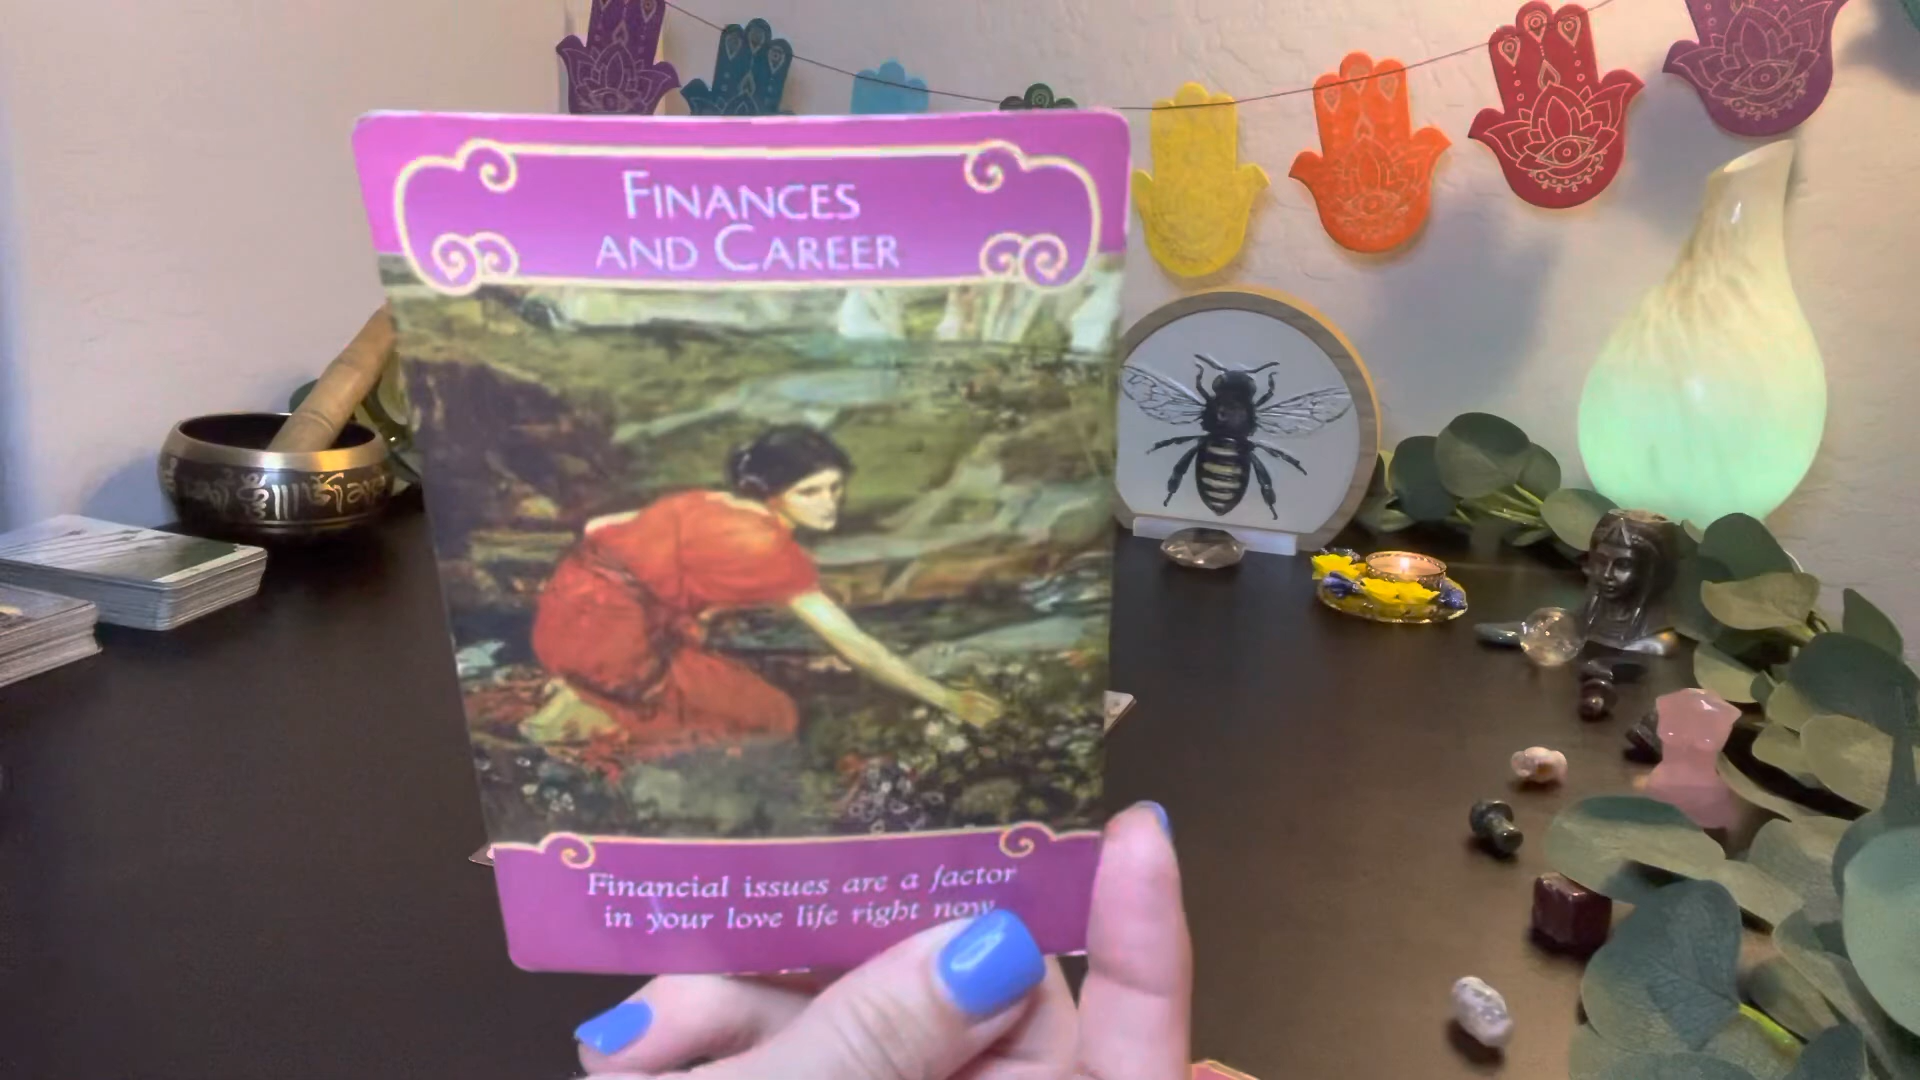 FINANCES
AND CAREER
Financial issues are a factor
in your love life right now